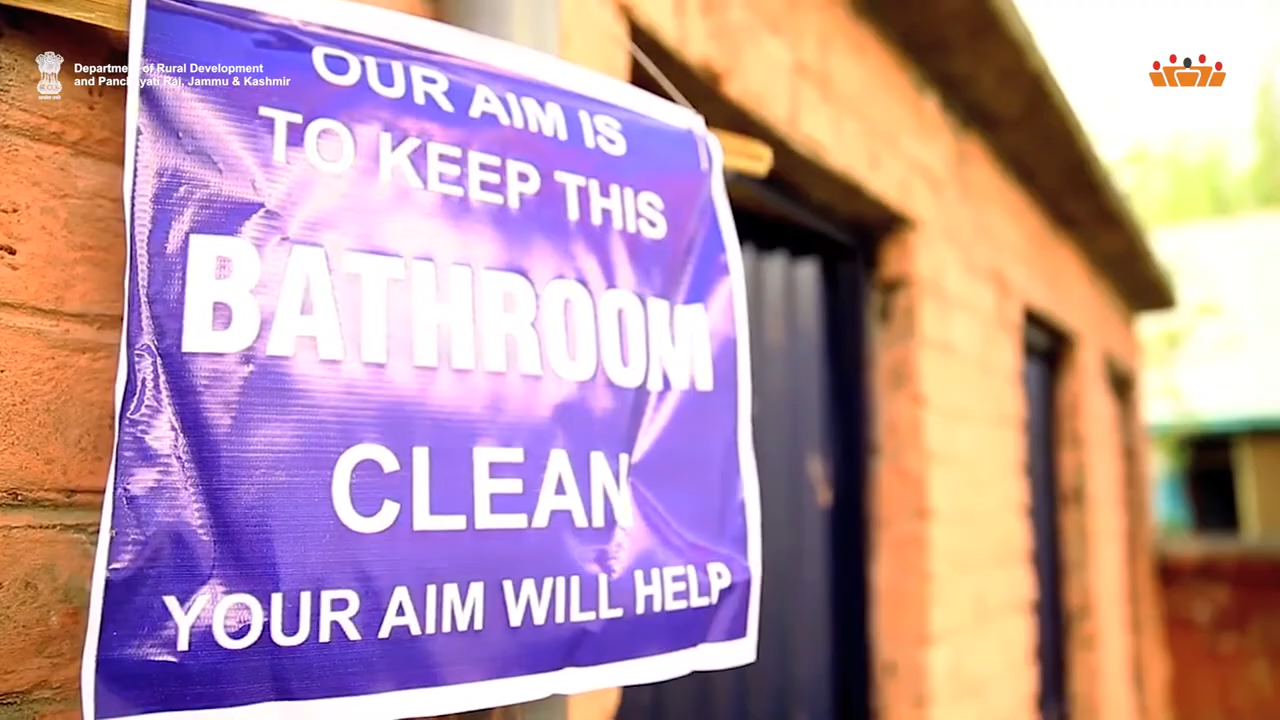 Department of Rural Development
and Panchayati Raj, Jammu & Kashmir
OUR AIM IS
TO KEEP THIS
BATHROOM
CLEAN
YOUR AIM WILL HELP